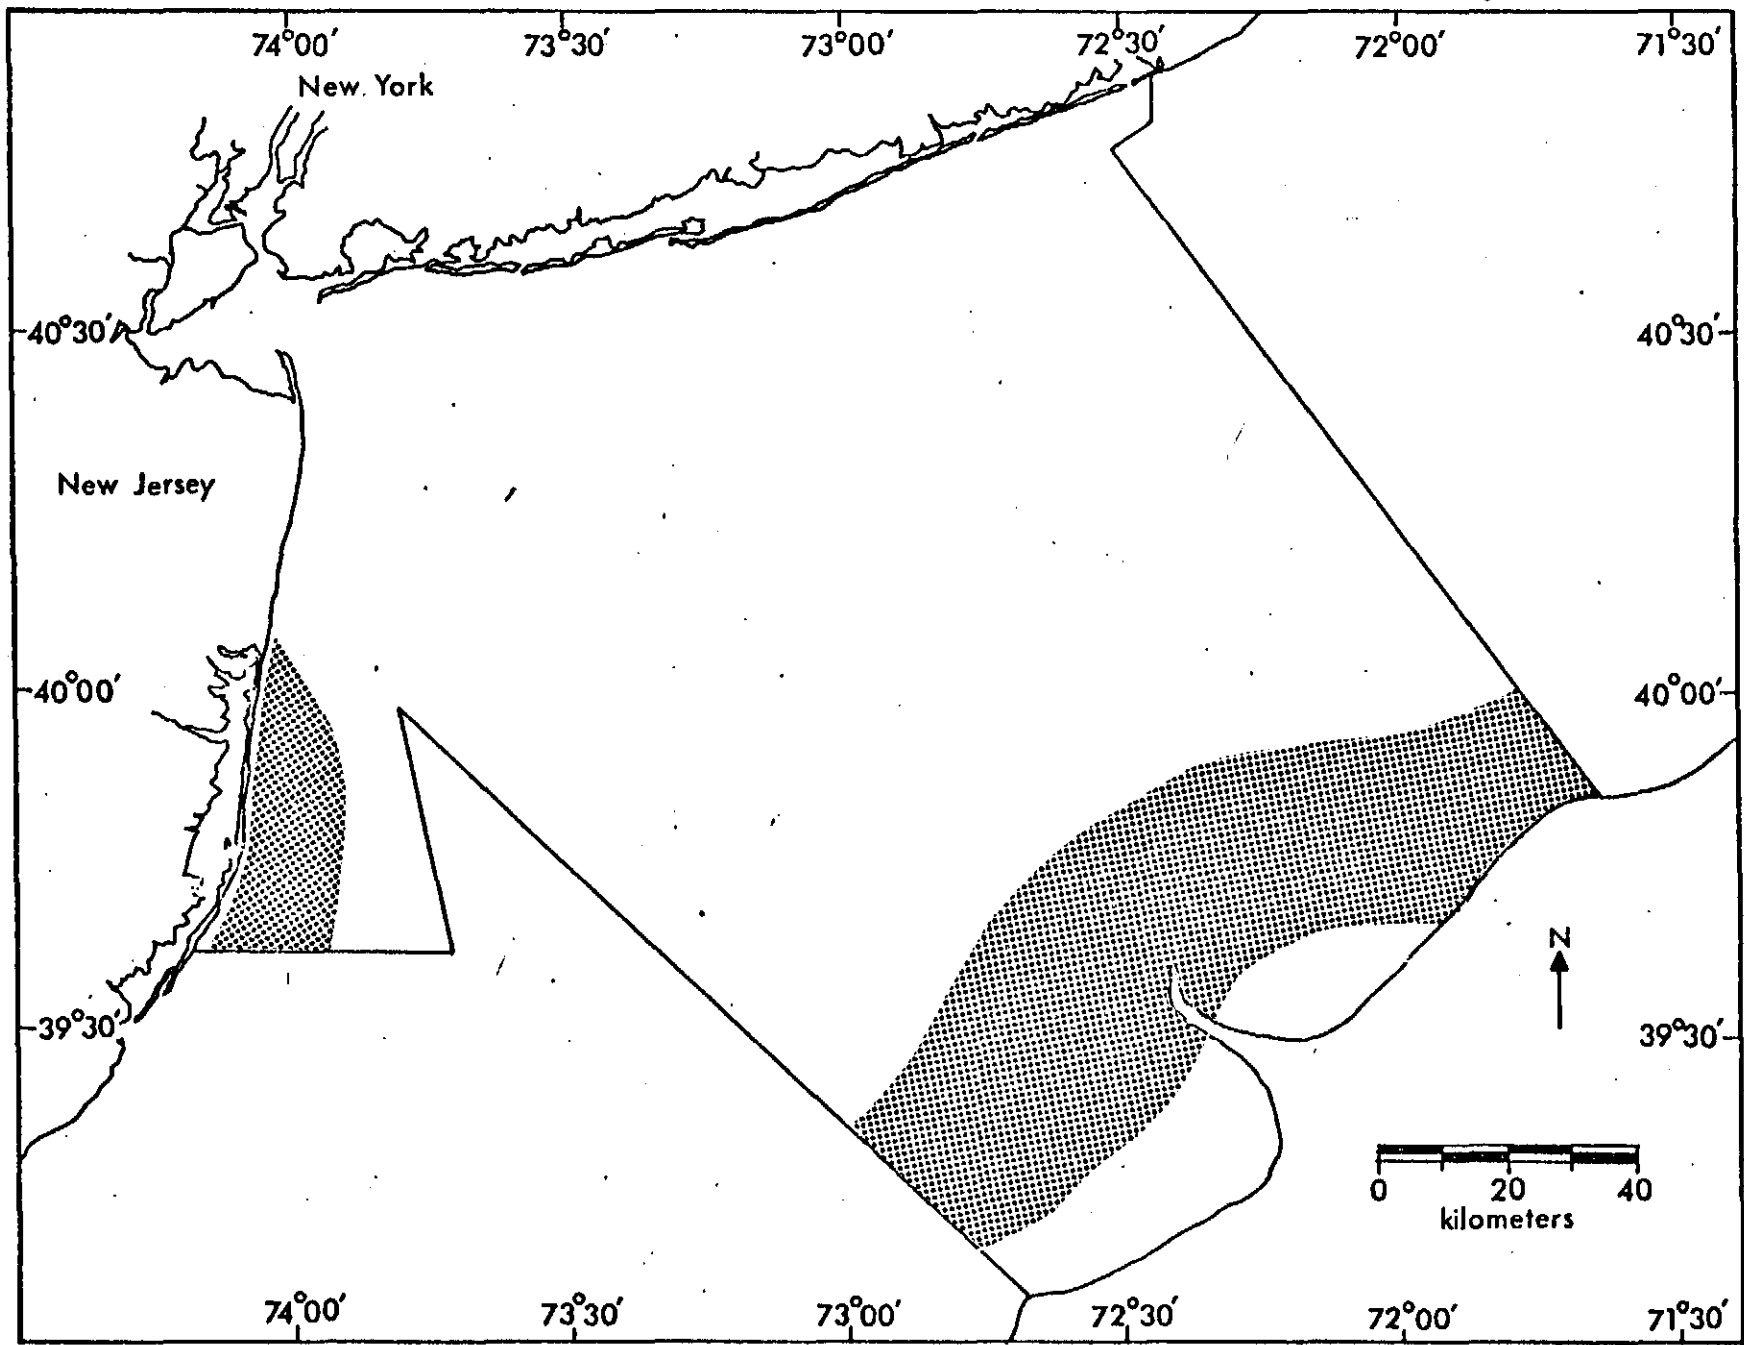 74°00′ 73°30′ 73°00′ 72°30′ 72°00′ 71°30′
New York
40°30′ 40°30′
New Jersey
40°00′ 40°00′
N
39°30′ 39°30′
0 20 40
kilometers
74°00′ 73°30′ 73°00′ 72°30′ 72°00′ 71°30′